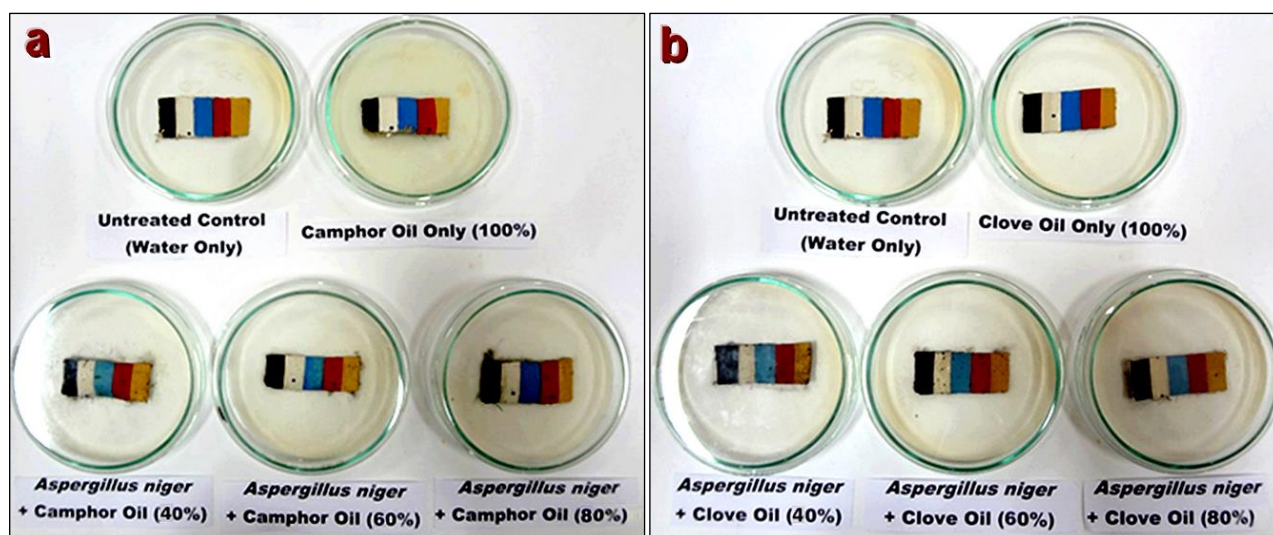 a
Untreated Control
(Water Only)
Camphor Oil Only (100%)
Aspergillus niger
+ Camphor Oil (40%)
Aspergillus niger
+ Camphor Oil (60%)
Aspergillus niger
+ Camphor Oil (80%)
b
Untreated Control
(Water Only)
Clove Oil Only (100%)
Aspergillus niger
+ Clove Oil (40%)
Aspergillus niger
+ Clove Oil (60%)
Aspergillus niger
+ Clove Oil (80%)